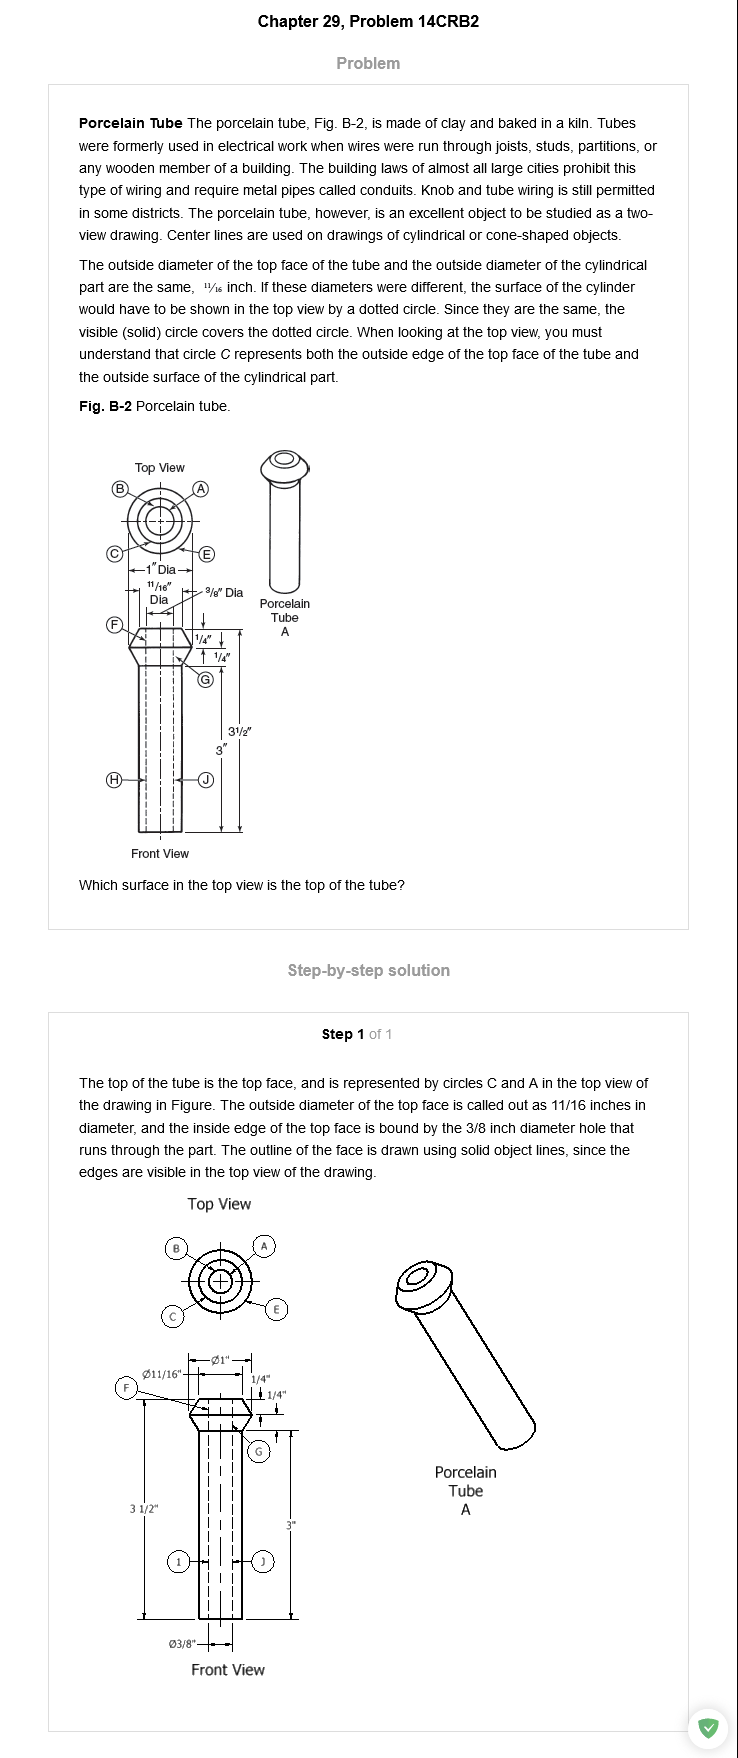 Chapter 29, Problem 14CRB2
Problem
Porcelain Tube The porcelain tube, Fig. B-2, is made of clay and baked in a kiln. Tubes
were formerly used in electrical work when wires were run through joists, studs, partitions, or
any wooden member of a building. The building laws of almost all large cities prohibit this
type of wiring and require metal pipes called conduits. Knob and tube wiring is still permitted
in some districts. The porcelain tube, however, is an excellent object to be studied as a two-
view drawing. Center lines are used on drawings of cylindrical or cone-shaped objects.
The outside diameter of the top face of the tube and the outside diameter of the cylindrical
part are the same, 11/16 inch. If these diameters were different, the surface of the cylinder
would have to be shown in the top view by a dotted circle. Since they are the same, the
visible (solid) circle covers the dotted circle. When looking at the top view, you must
understand that circle C represents both the outside edge of the top face of the tube and
the outside surface of the cylindrical part.
Fig. B-2 Porcelain tube.
Top View
B
A
C
E
1" Dia
11/16"
Dia
3/8" Dia
Porcelain
Tube
A
F
1/4"
1/4"
G
3 1/2"
3"
H
J
Front View
Which surface in the top view is the top of the tube?
Step-by-step solution
Step 1 of 1
The top of the tube is the top face, and is represented by circles C and A in the top view of
the drawing in Figure. The outside diameter of the top face is called out as 11/16 inches in
diameter, and the inside edge of the top face is bound by the 3/8 inch diameter hole that
runs through the part. The outline of the face is drawn using solid object lines, since the
edges are visible in the top view of the drawing.
Top View
B
A
C
E
Ø1"
Ø11/16"
1/4"
F
1/4"
G
Porcelain
Tube
A
3 1/2"
3"
1
J
Ø3/8"
Front View